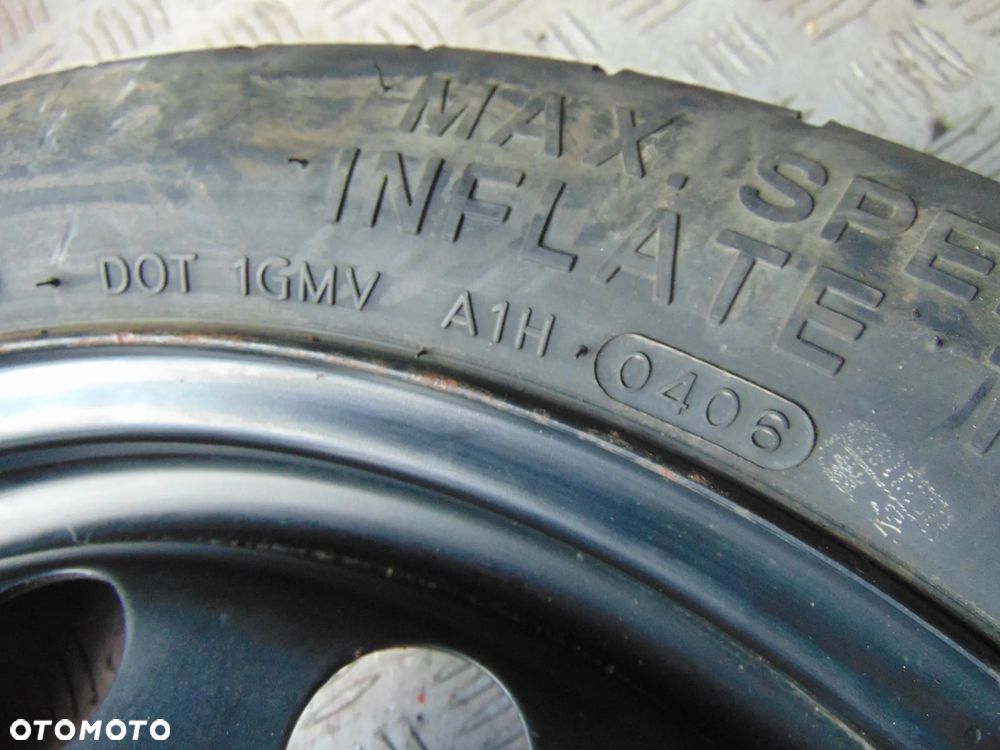 MAX. SPE
INFLATE
DOT 1GMV A1H 0406
OTOMOTO